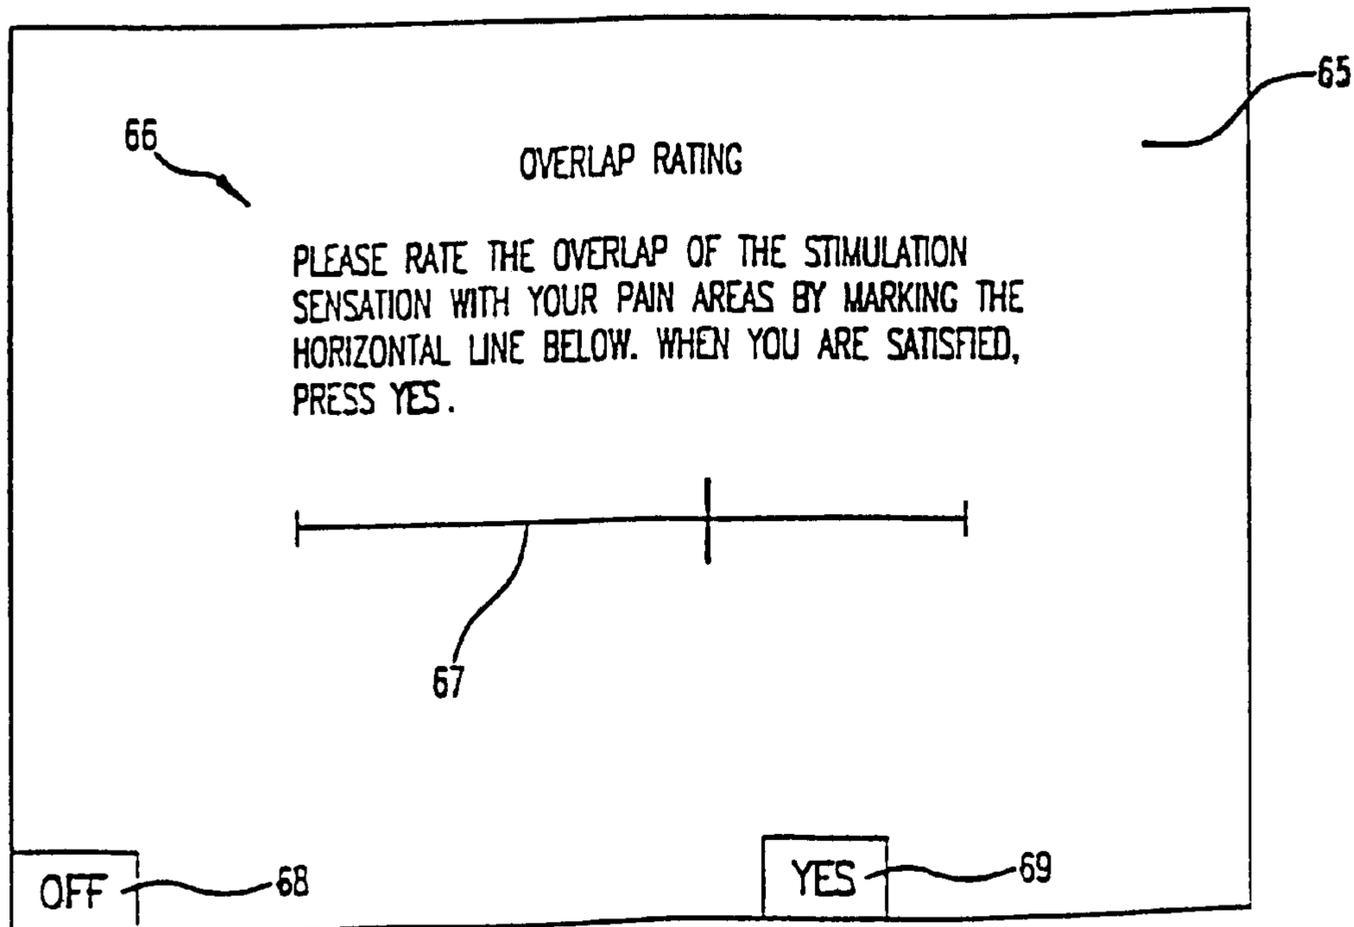 65
66
OVERLAP RATING
PLEASE RATE THE OVERLAP OF THE STIMULATION
SENSATION WITH YOUR PAIN AREAS BY MARKING THE
HORIZONTAL LINE BELOW. WHEN YOU ARE SATISFIED,
PRESS YES.
67
OFF 68 YES 69